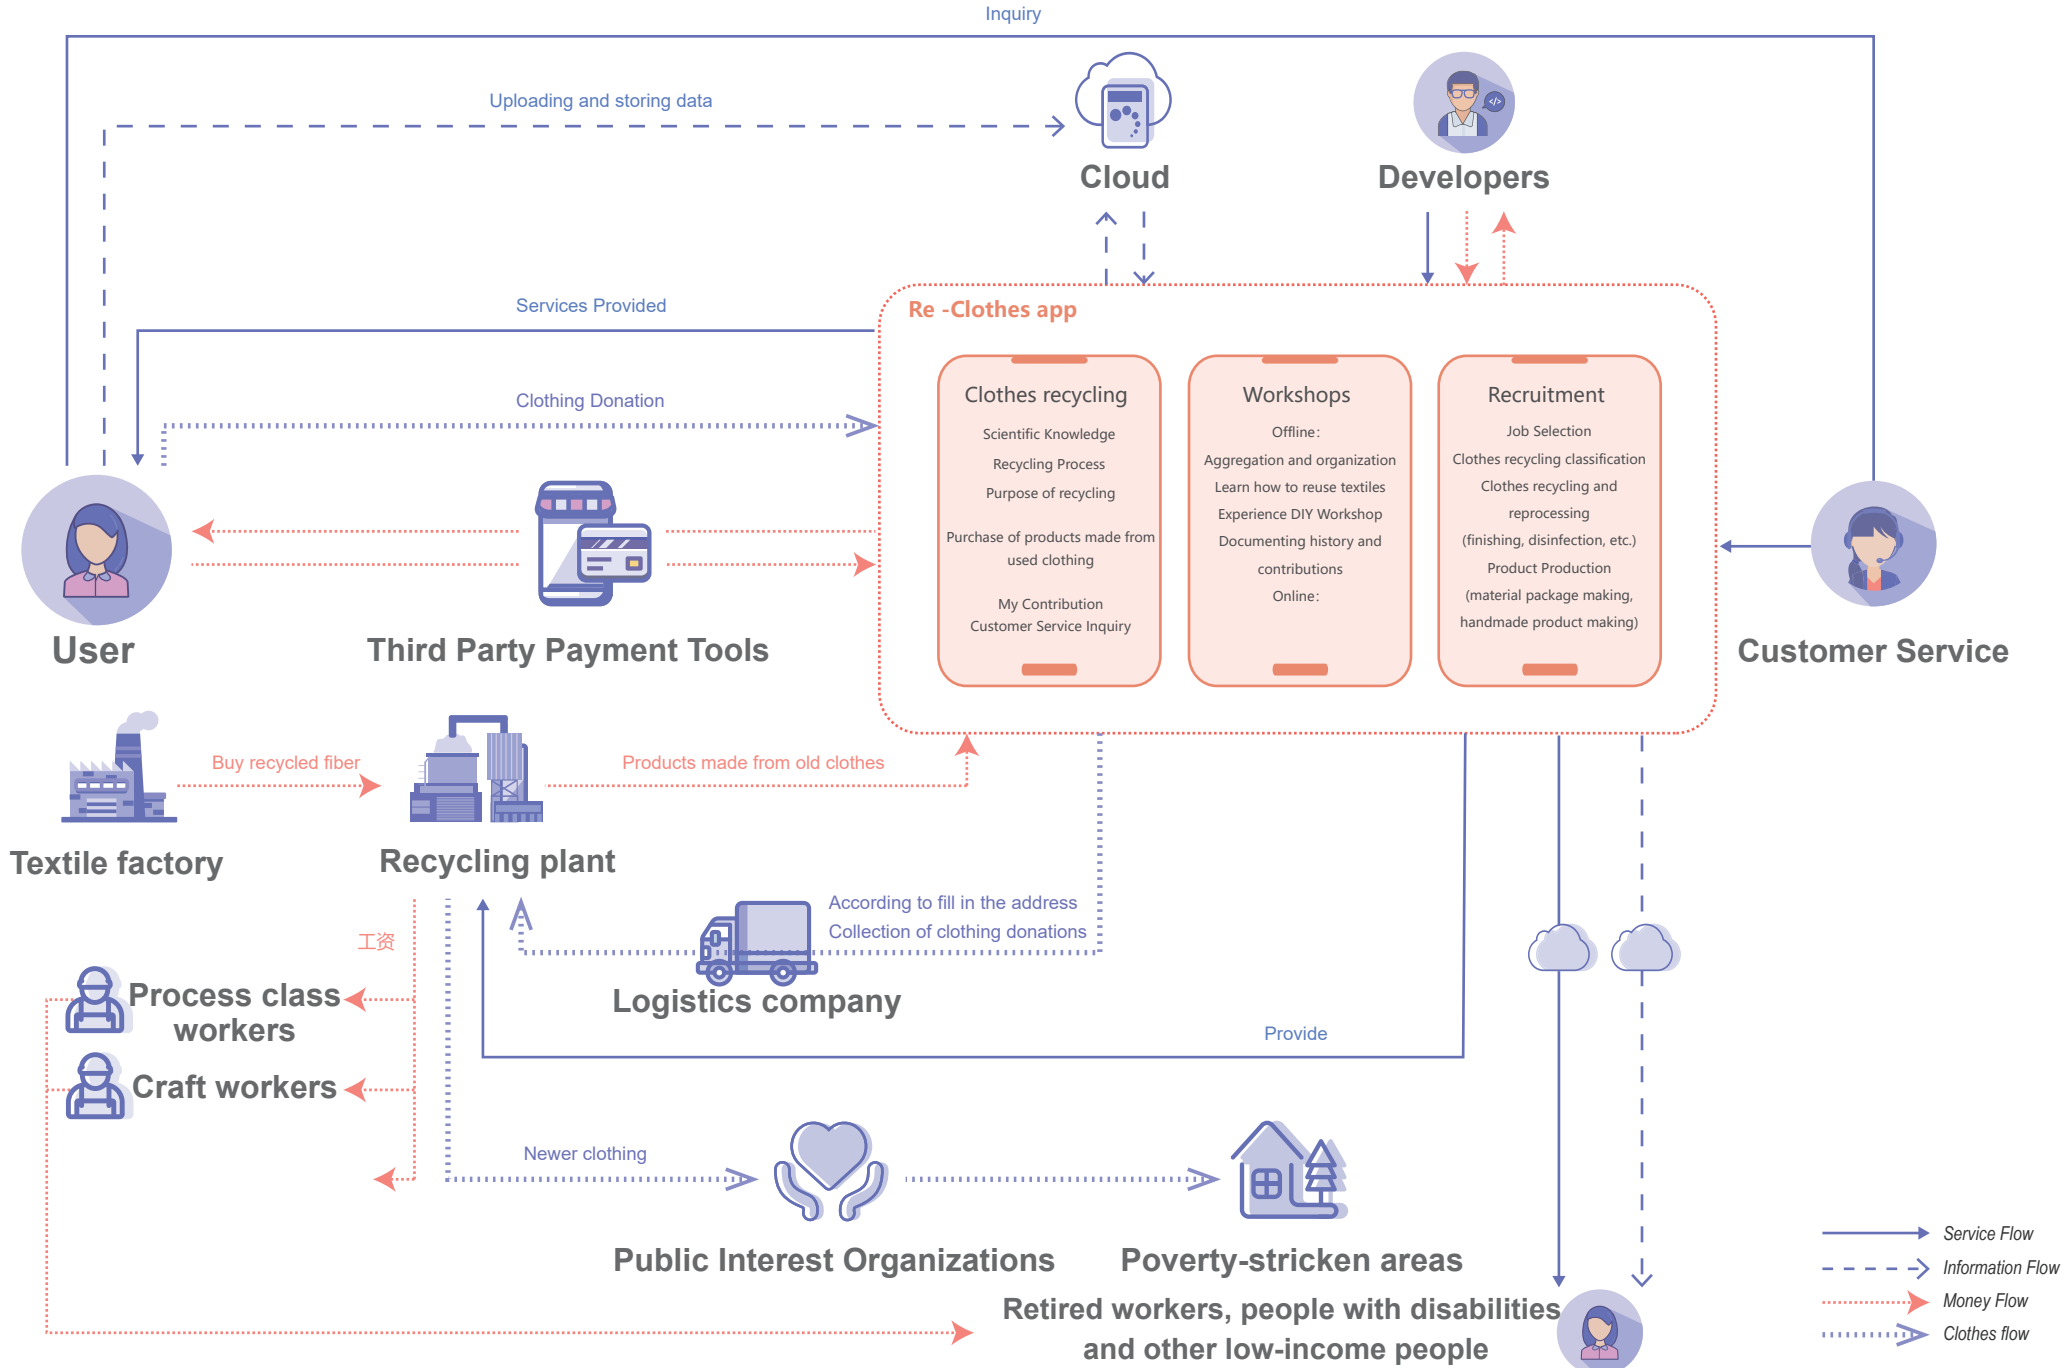 Inquiry
Uploading and storing data
Cloud
Developers
Services Provided
Re -Clothes app
Clothing Donation
Clothes recycling
Scientific Knowledge
Recycling Process
Purpose of recycling
Purchase of products made from
used clothing
My Contribution
Customer Service Inquiry
Workshops
Offline:
Aggregation and organization
Learn how to reuse textiles
Experience DIY Workshop
Documenting history and
contributions
Online:
Recruitment
Job Selection
Clothes recycling classification
Clothes recycling and
reprocessing
(finishing, disinfection, etc.)
Product Production
(material package making,
handmade product making)
User
Third Party Payment Tools
Customer Service
Buy recycled fiber
Products made from old clothes
Textile factory
Recycling plant
According to fill in the address
Collection of clothing donations
工资
Logistics company
Process class
workers
Provide
Craft workers
Newer clothing
Public Interest Organizations
Poverty-stricken areas
Retired workers, people with disabilities
and other low-income people
Service Flow
Information Flow
Money Flow
Clothes flow